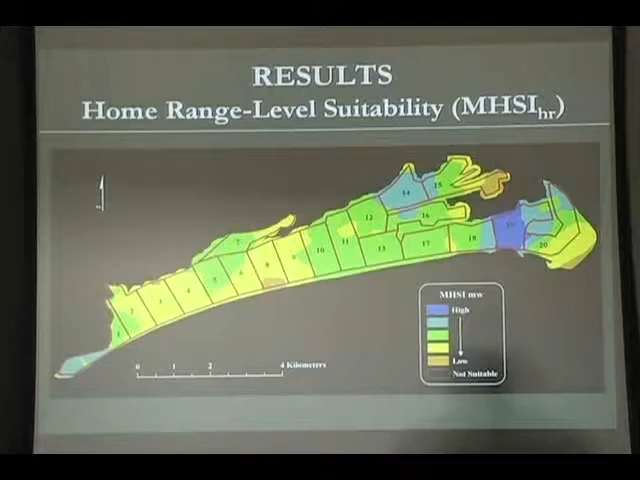 RESULTS
Home Range-Level Suitability (MHSIhr)
14
15
12
16
7
11
10
13
17
18
20
8
9
6
5
4
3
2
1
MHSI mw
High
Low
Not Suitable
0 1 2 4 Kilometers